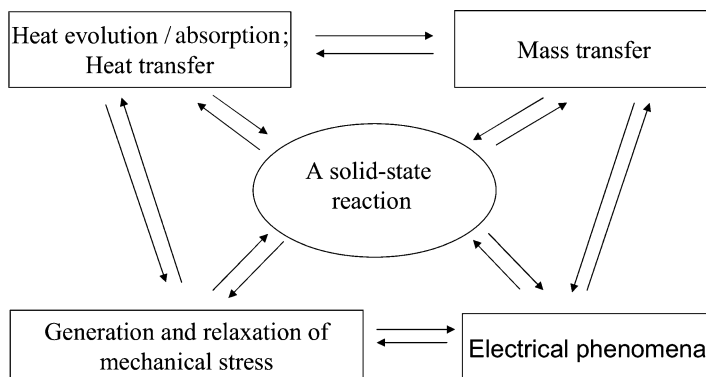 Heat evolution / absorption;
Heat transfer
Mass transfer
A solid-state
reaction
Generation and relaxation of
mechanical stress
Electrical phenomena